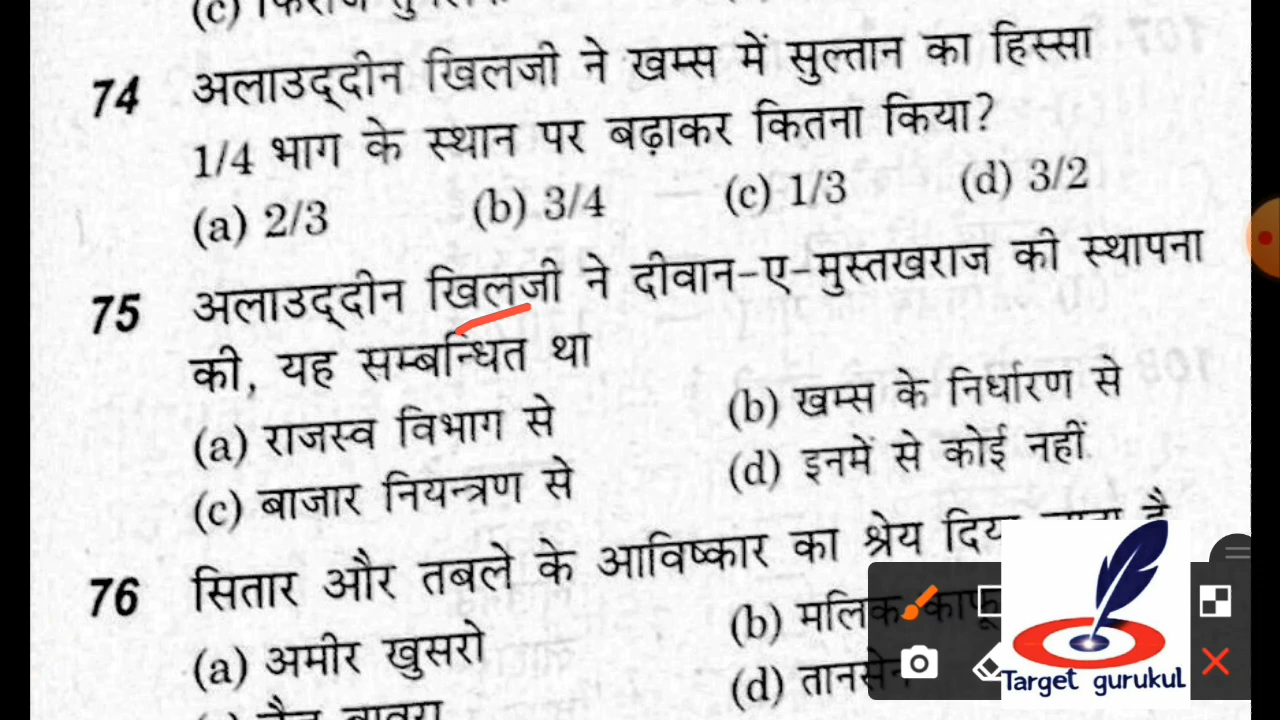 (c) फिरोज तुगलक
74 अलाउद्दीन खिलजी ने खम्स में सुल्तान का हिस्सा
1/4 भाग के स्थान पर बढ़ाकर कितना किया?
(a) 2/3 (b) 3/4 (c) 1/3 (d) 3/2
75 अलाउद्दीन खिलजी ने दीवान-ए-मुस्तखराज की स्थापना
की, यह सम्बन्धित था
(a) राजस्व विभाग से (b) खम्स के निर्धारण से
(c) बाजार नियन्त्रण से (d) इनमें से कोई नहीं
76 सितार और तबले के आविष्कार का श्रेय दिया जाता है
(a) अमीर खुसरो (b) मलिक काफू
(d) तानसेन
Target gurukul